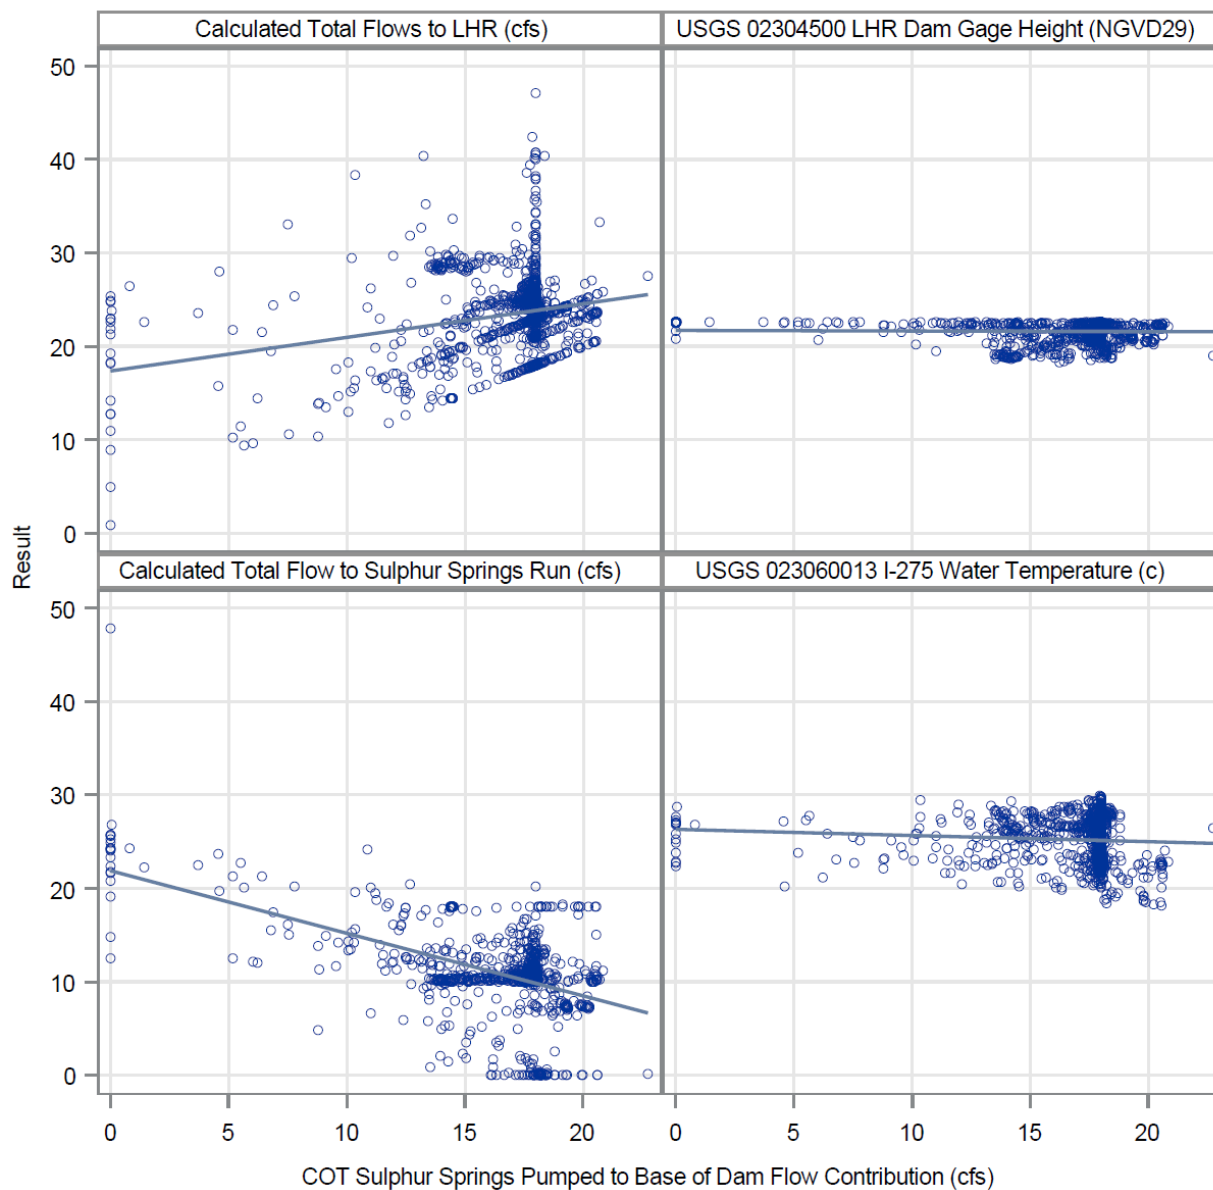 Calculated Total Flows to LHR (cfs)
USGS 02304500 LHR Dam Gage Height (NGVD29)
50
40
30
20
10
0
Result
Calculated Total Flow to Sulphur Springs Run (cfs)
USGS 023060013 I-275 Water Temperature (c)
50
40
30
20
10
0
0 5 10 15 20
0 5 10 15 20
COT Sulphur Springs Pumped to Base of Dam Flow Contribution (cfs)